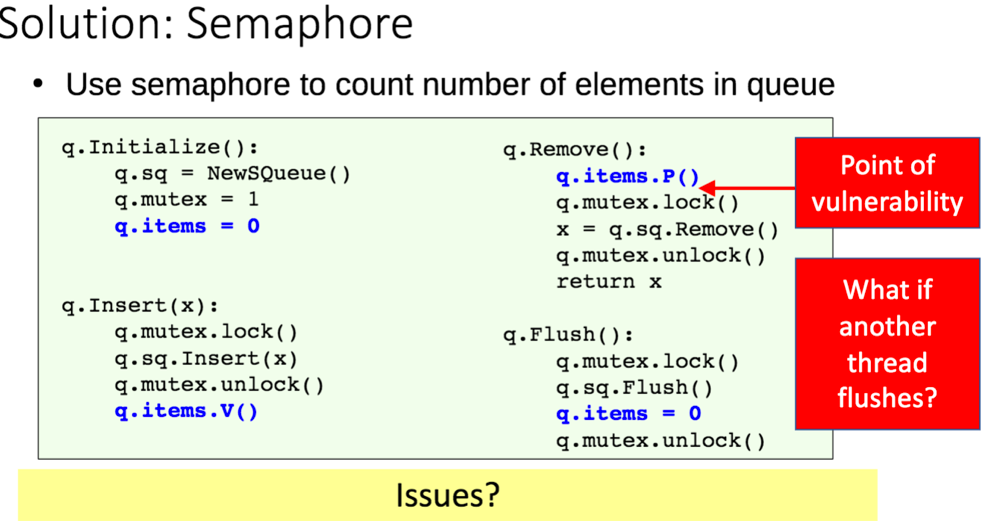 Solution: Semaphore
• Use semaphore to count number of elements in queue
q.Initialize():
q.sq = NewSQueue()
q.mutex = 1
q.items = 0
q.Insert(x):
q.mutex.lock()
q.sq.Insert(x)
q.mutex.unlock()
q.items.V()
q.Remove():
q.items.P()
q.mutex.lock()
x = q.sq.Remove()
q.mutex.unlock()
return x
q.Flush():
q.mutex.lock()
q.sq.Flush()
q.items = 0
q.mutex.unlock()
Point of
vulnerability
What if
another
thread
flushes?
Issues?